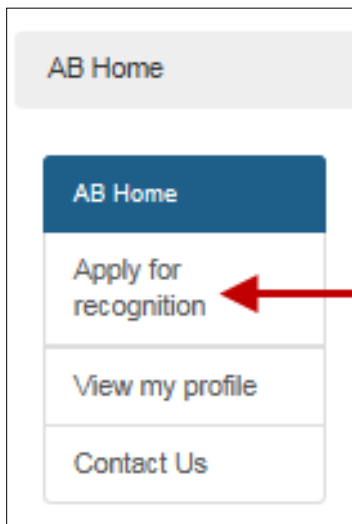 AB Home
AB Home
Apply for
recognition
View my profile
Contact Us